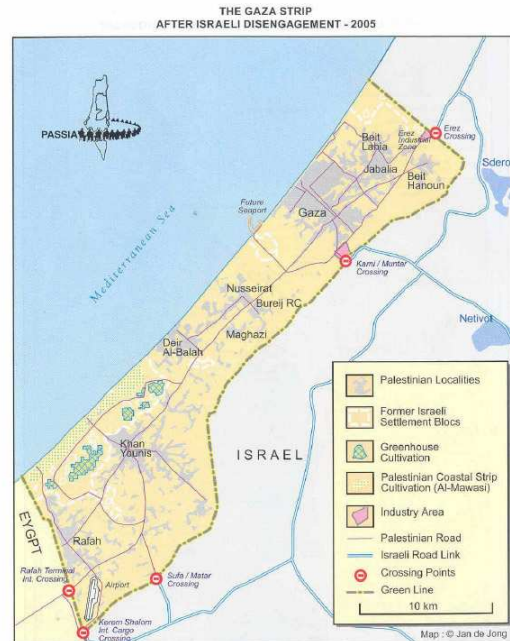 THE GAZA STRIP
AFTER ISRAELI DISENGAGEMENT - 2005
PASSIA
Mediterranean Sea
Beit
Lahia
Erez
Industrial
Zone
Erez
Crossing
Jabalia
Beit
Hanoun
Sdero
Gaza
Future
Seaport
Karni / Muntar
Crossing
Nusseirat
Bureij RC
Netivot
Maghazi
Deir
Al-Balah
Khan
Younis
ISRAEL
EYGPT
Rafah
Rafah Terminal
Int. Crossing
Airport
Sufa / Mator
Crossing
Kerem Shalom
Int. Cargo
Crossing
Palestinian Localities
Former Israeli
Settlement Blocs
Greenhouse
Cultivation
Palestinian Coastal Strip
Cultivation (Al-Mawasi)
Industry Area
Palestinian Road
Israeli Road Link
Crossing Points
Green Line
10 km
Map : © Jan de Jong